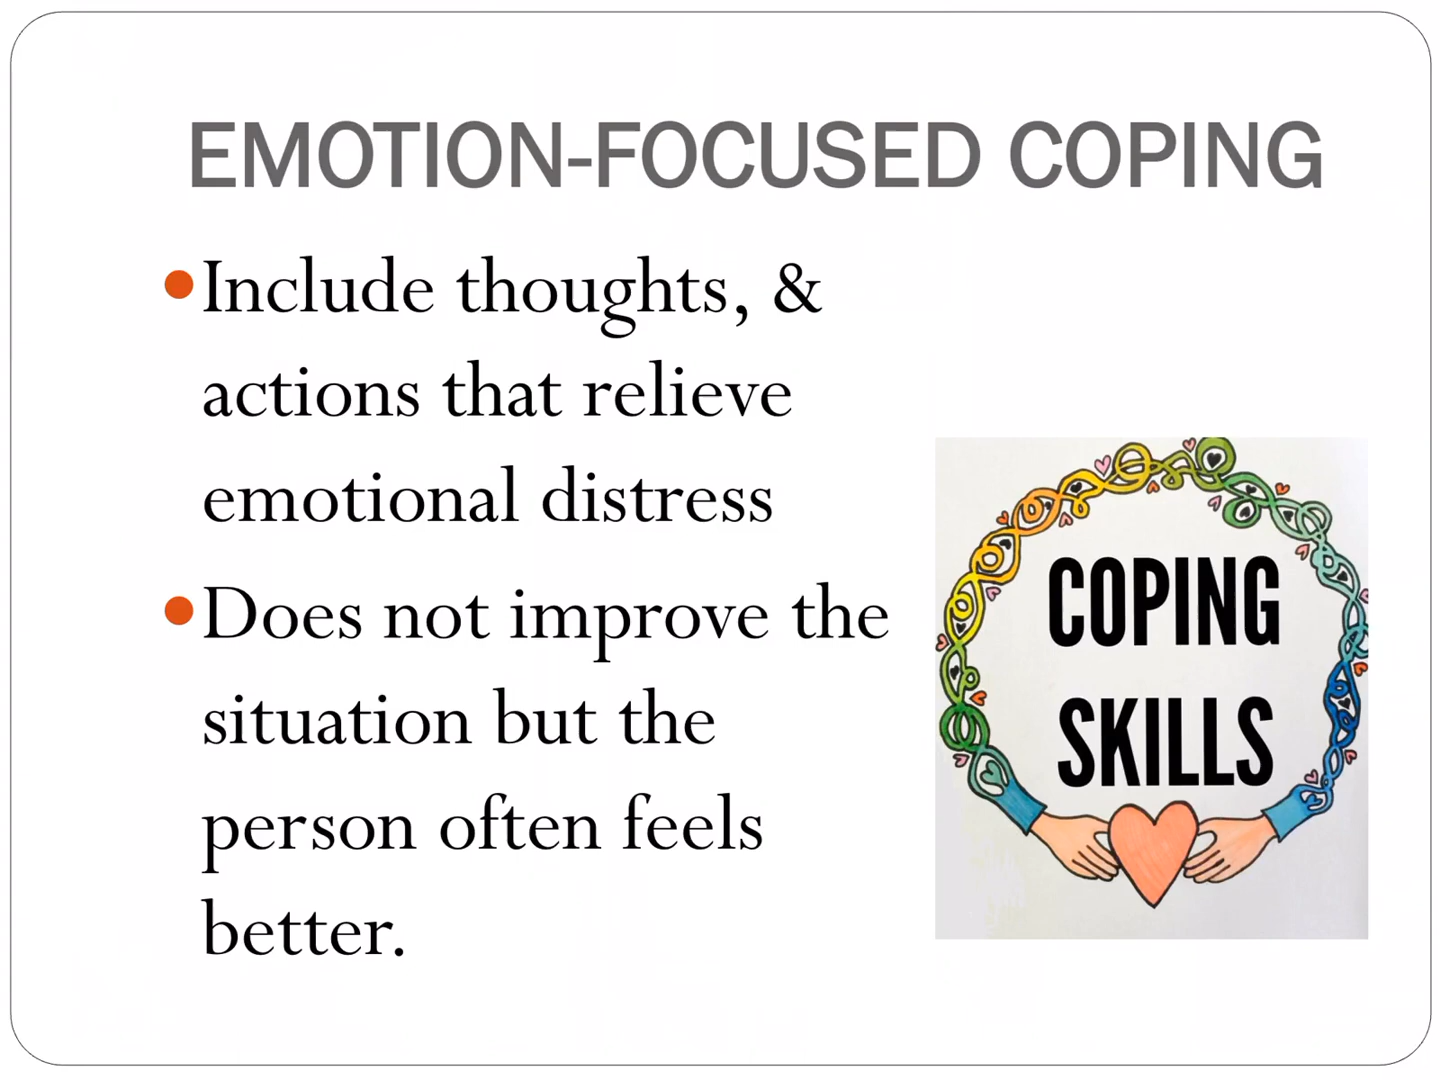 EMOTION-FOCUSED COPING
Include thoughts, &
actions that relieve
emotional distress
Does not improve the
situation but the
person often feels
better.
COPING
SKILLS